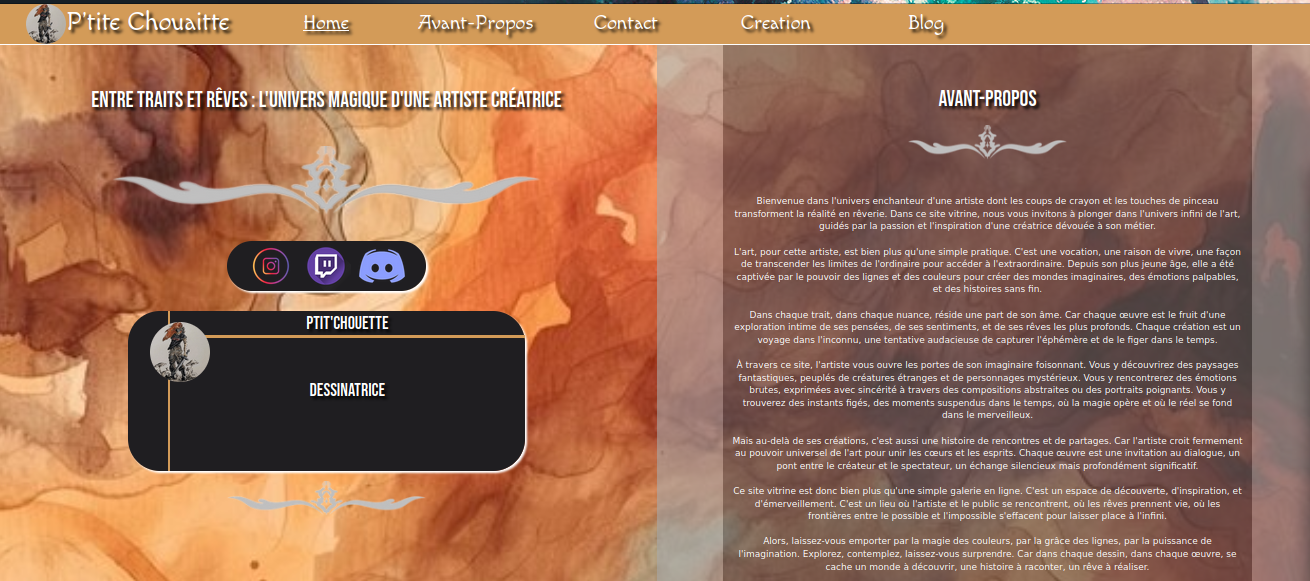 P'tite Chouaitte
Home
Avant-Propos
Contact
Creation
Blog
ENTRE TRAITS ET RÊVES : L'UNIVERS MAGIQUE D'UNE ARTISTE CRÉATRICE
PTIT'CHOUETTE
DESSINATRICE
AVANT-PROPOS
Bienvenue dans l'univers enchanteur d'une artiste dont les coups de crayon et les touches de pinceau
transforment la réalité en rêverie. Dans ce site vitrine, nous vous invitons à plonger dans l'univers infini de l'art,
guidés par la passion et l'inspiration d'une créatrice dévouée à son métier.
L'art, pour cette artiste, est bien plus qu'une simple pratique. C'est une vocation, une raison de vivre, une façon
de transcender les limites de l'ordinaire pour accéder à l'extraordinaire. Depuis son plus jeune âge, elle a été
captivée par le pouvoir des lignes et des couleurs pour créer des mondes imaginaires, des émotions palpables,
et des histoires sans fin.
Dans chaque trait, dans chaque nuance, réside une part de son âme. Car chaque œuvre est le fruit d'une
exploration intime de ses pensées, de ses sentiments, et de ses rêves les plus profonds. Chaque création est un
voyage dans l'inconnu, une tentative audacieuse de capturer l'éphémère et de le figer dans le temps.
À travers ce site, l'artiste vous ouvre les portes de son imaginaire foisonnant. Vous y découvrirez des paysages
fantastiques, peuplés de créatures étranges et de personnages mystérieux. Vous y rencontrerez des émotions
brutes, exprimées avec sincérité à travers des compositions abstraites ou des portraits poignants. Vous y
trouverez des instants figés, des moments suspendus dans le temps, où la magie opère et où le réel se fond
dans le merveilleux.
Mais au-delà de ses créations, c'est aussi une histoire de rencontres et de partages. Car l'artiste croit fermement
au pouvoir universel de l'art pour unir les cœurs et les esprits. Chaque œuvre est une invitation au dialogue, un
pont entre le créateur et le spectateur, un échange silencieux mais profondément significatif.
Ce site vitrine est donc bien plus qu'une simple galerie en ligne. C'est un espace de découverte, d'inspiration, et
d'émerveillement. C'est un lieu où l'artiste et le public se rencontrent, où les rêves prennent vie, où les
frontières entre le possible et l'impossible s'effacent pour laisser place à l'infini.
Alors, laissez-vous emporter par la magie des couleurs, par la grâce des lignes, par la puissance de
l'imagination. Explorez, contemplez, laissez-vous surprendre. Car dans chaque dessin, dans chaque œuvre, se
cache un monde à découvrir, une histoire à raconter, un rêve à réaliser.